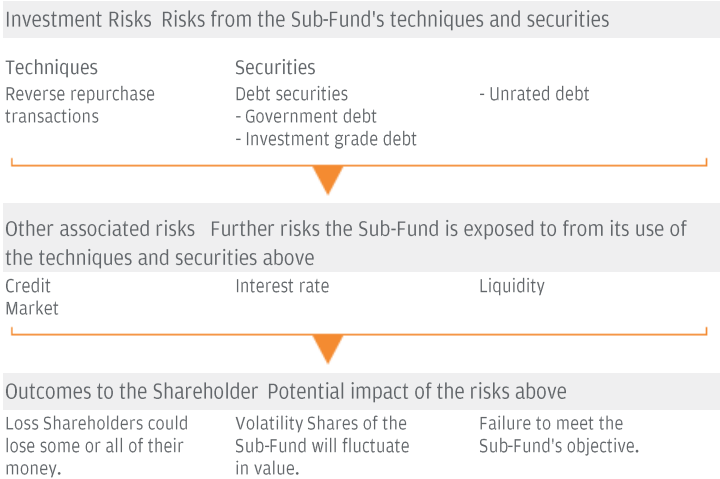 Investment Risks Risks from the Sub-Fund's techniques and securities
Techniques
Reverse repurchase
transactions
Securities
Debt securities
- Government debt
- Investment grade debt
- Unrated debt
Other associated risks Further risks the Sub-Fund is exposed to from its use of
the techniques and securities above
Credit
Market
Interest rate
Liquidity
Outcomes to the Shareholder Potential impact of the risks above
Loss Shareholders could
lose some or all of their
money.
Volatility Shares of the
Sub-Fund will fluctuate
in value.
Failure to meet the
Sub-Fund's objective.